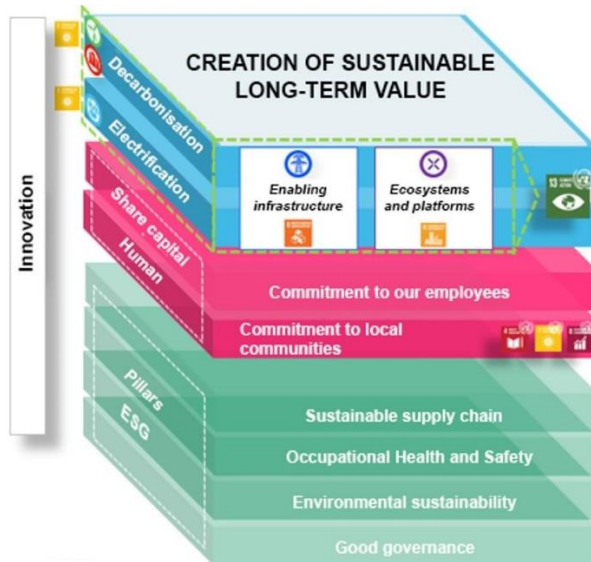 CREATION OF SUSTAINABLE
LONG-TERM VALUE
Decarbonisation
Electrification
Enabling
infrastructure
Ecosystems
and platforms
13
Innovation
Share capital
Human
Commitment to our employees
Commitment to local
communities
Pillars
ESG
Sustainable supply chain
Occupational Health and Safety
Environmental sustainability
Good governance